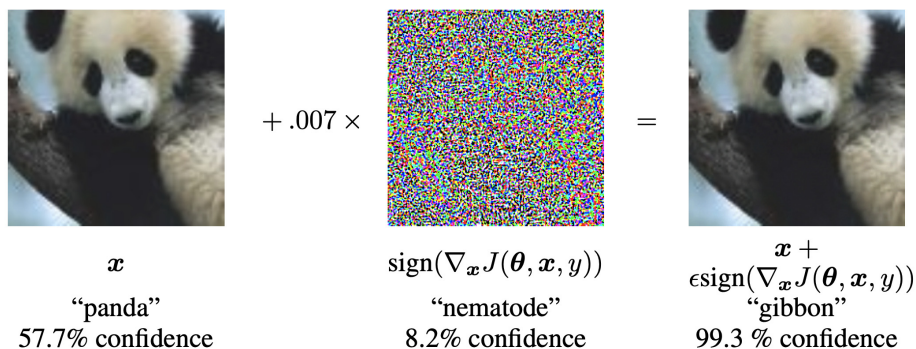 + .007 ×
=
x
sign(∇ₓJ(θ, x, y))
x +
ϵsign(∇ₓJ(θ, x, y))
“panda”
“nematode”
“gibbon”
57.7% confidence
8.2% confidence
99.3 % confidence